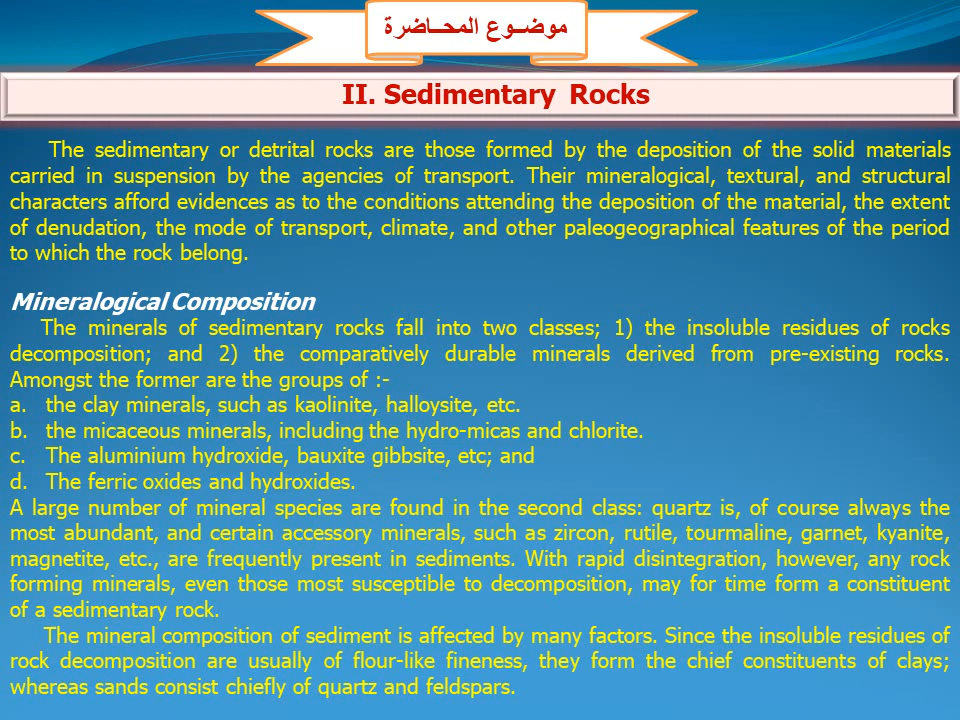 موضــوع المحـــاضرة
II. Sedimentary Rocks
The sedimentary or detrital rocks are those formed by the deposition of the solid materials
carried in suspension by the agencies of transport. Their mineralogical, textural, and structural
characters afford evidences as to the conditions attending the deposition of the material, the extent
of denudation, the mode of transport, climate, and other paleogeographical features of the period
to which the rock belong.
Mineralogical Composition
The minerals of sedimentary rocks fall into two classes; 1) the insoluble residues of rocks
decomposition; and 2) the comparatively durable minerals derived from pre-existing rocks.
Amongst the former are the groups of :-
a. the clay minerals, such as kaolinite, halloysite, etc.
b. the micaceous minerals, including the hydro-micas and chlorite.
c. The aluminium hydroxide, bauxite gibbsite, etc; and
d. The ferric oxides and hydroxides.
A large number of mineral species are found in the second class: quartz is, of course always the
most abundant, and certain accessory minerals, such as zircon, rutile, tourmaline, garnet, kyanite,
magnetite, etc., are frequently present in sediments. With rapid disintegration, however, any rock
forming minerals, even those most susceptible to decomposition, may for time form a constituent
of a sedimentary rock.
The mineral composition of sediment is affected by many factors. Since the insoluble residues of
rock decomposition are usually of flour-like fineness, they form the chief constituents of clays;
whereas sands consist chiefly of quartz and feldspars.